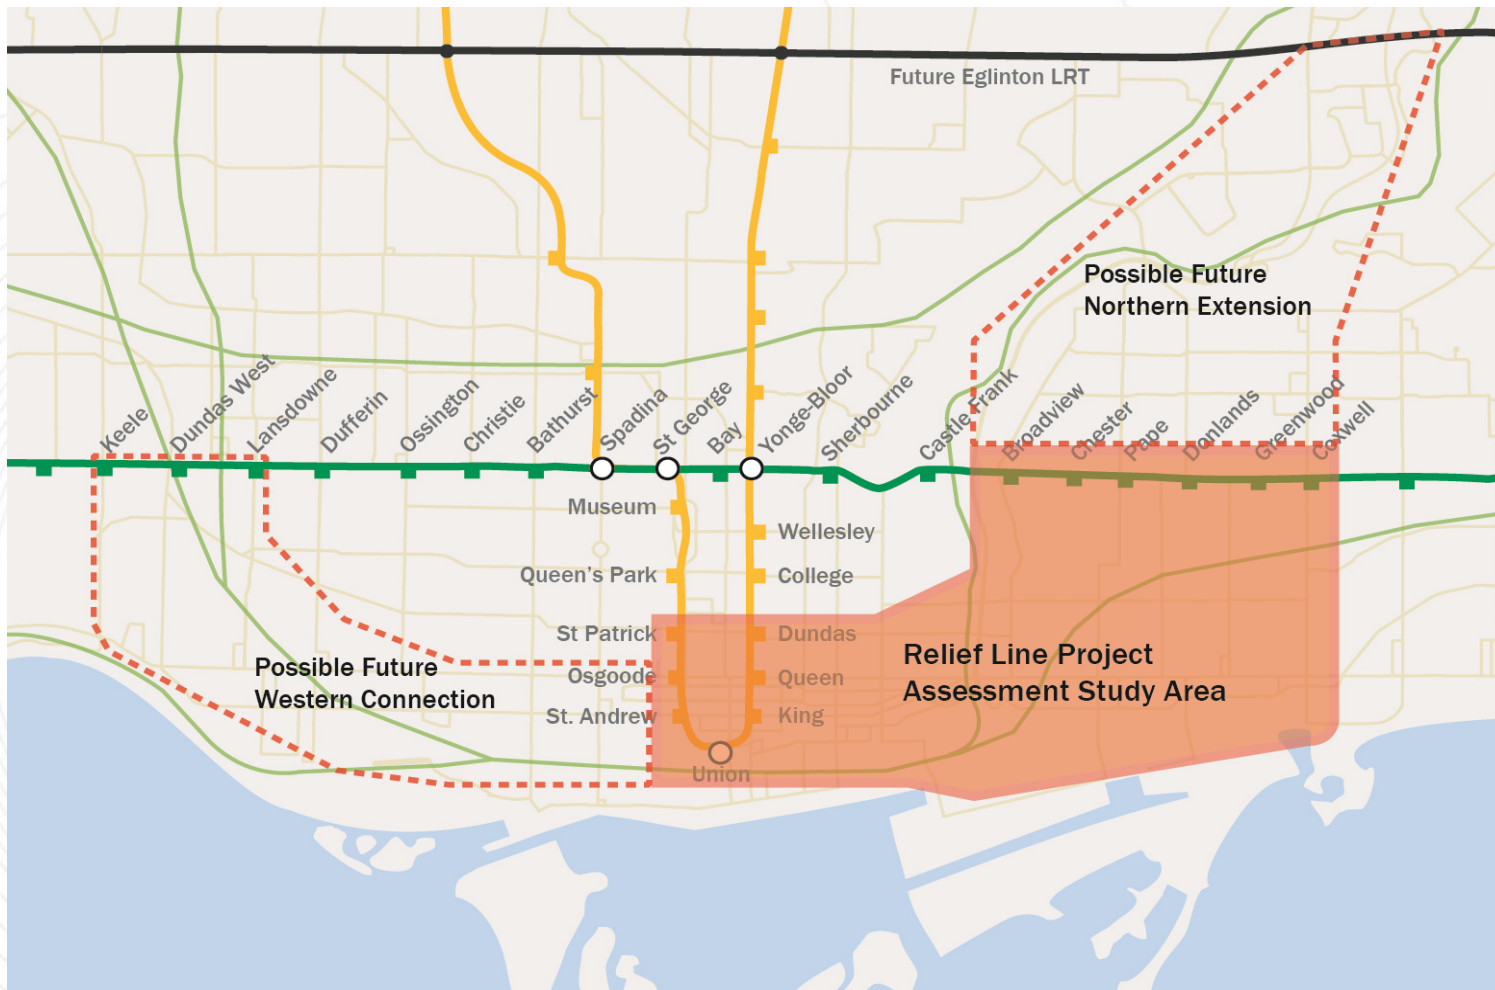 Future Eglinton LRT
Possible Future
Northern Extension
Keele
Dundas West
Lansdowne
Dufferin
Ossington
Christie
Bathurst
Spadina
St George
Bay
Yonge-Bloor
Sherbourne
Castle Frank
Broadview
Chester
Pape
Donlands
Greenwood
Coxwell
Museum
Wellesley
Queen's Park
College
St Patrick
Dundas
Osgoode
Queen
St. Andrew
King
Union
Relief Line Project
Assessment Study Area
Possible Future
Western Connection